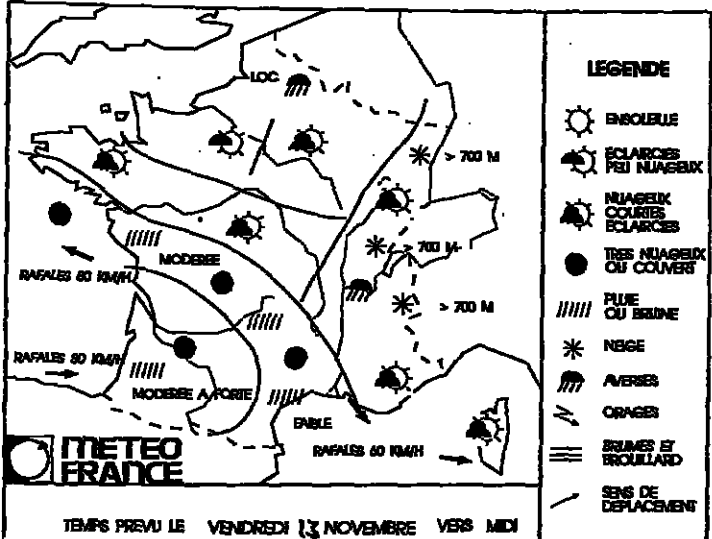 LOC
> 700 M
> 700 M
> 700 M
MODEREE
RAFALES 60 KM/H
RAFALES 80 KM/H
MODEREE A FORTE
FAIBLE
RAFALES 60 KM/H
METEO
FRANCE
TEMPS PREVU LE VENDREDI 13 NOVEMBRE VERS MIDI
LEGENDE
ENSOLEILLE
ECLAIRCIES
PEU NUAGEUX
NUAGEUX
COURTES
ECLAIRCIES
TRES NUAGEUX
OU COUVERT
PLUIE
OU BRUINE
NEIGE
AVERSES
ORAGES
BRUMES ET
BROUILLARD
SENS DE
DEPLACEMENT